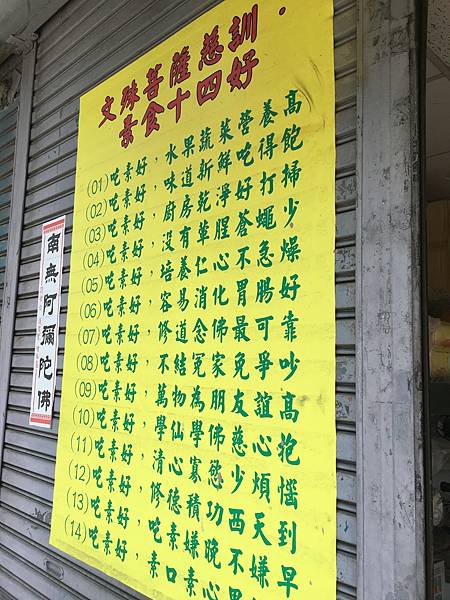 文殊菩薩慈訓·
素食十四好
(01)吃素好,水果蔬菜營養高
(02)吃素好,味道新鮮吃得飽
(03)吃素好,廚房乾淨好打掃
(04)吃素好,沒有葷腥蒼蠅少
(05)吃素好,培養仁心不急燥
(06)吃素好,容易消化胃腸好
(07)吃素好,修道念佛最可靠
(08)吃素好,不結冤家免爭吵
(09)吃素好,萬物為朋友誼高
(10)吃素好,學仙學佛慈心抱
(11)吃素好,清心寡慾少煩惱
(12)吃素好,修德積功西天到
(13)吃素好,吃素嫌晚不嫌早
(14)吃素好,素口素心
南無阿彌陀佛